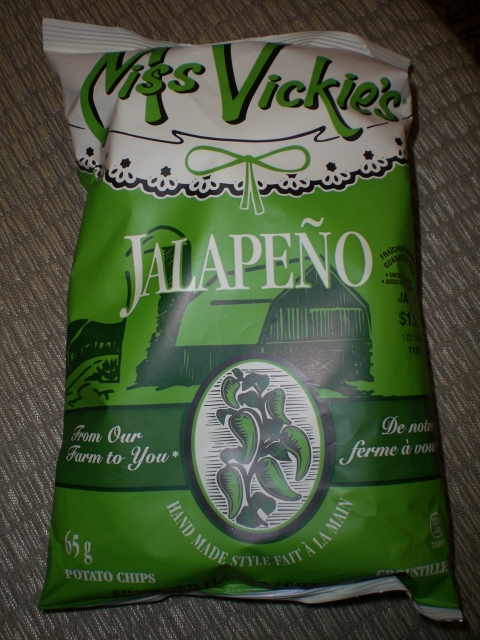 Miss Vickie's
JALAPEÑO
JA
From Our
Farm to You*
De notre
ferme à vous
HAND MADE STYLE FAIT À LA MAIN
65 g
POTATO CHIPS